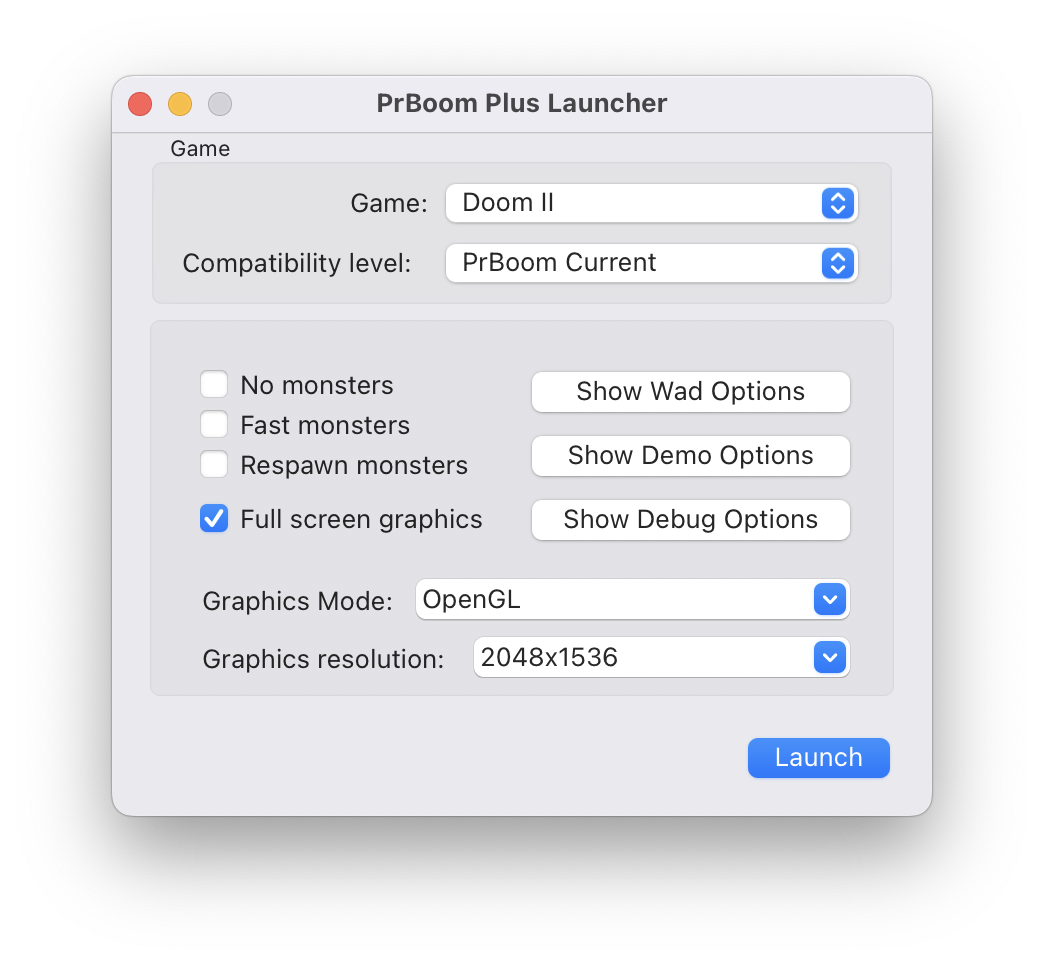 PrBoom Plus Launcher
Game
Game: Doom II
Compatibility level: PrBoom Current
No monsters
Show Wad Options
Fast monsters
Show Demo Options
Respawn monsters
Full screen graphics
Show Debug Options
Graphics Mode: OpenGL
Graphics resolution: 2048x1536
Launch